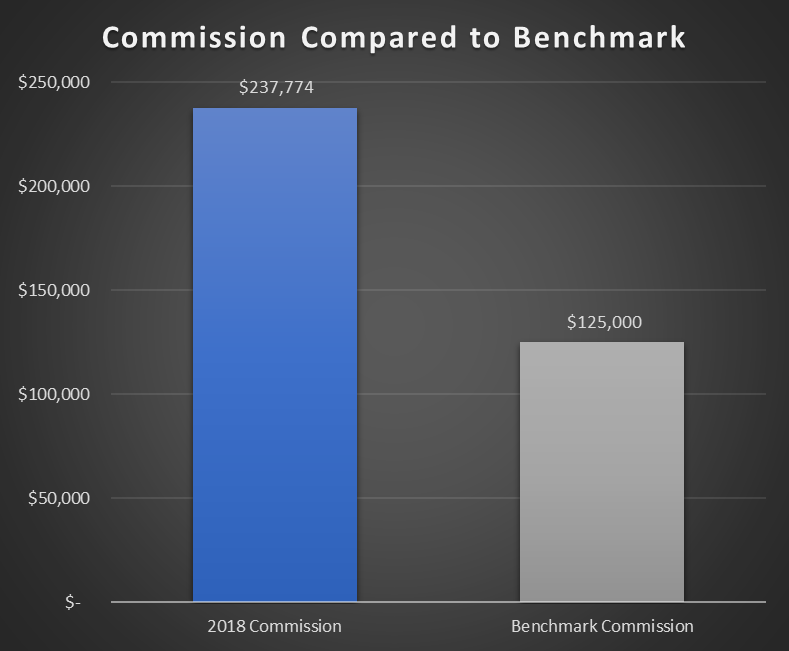 Commission Compared to Benchmark
$250,000
$237,774
$200,000
$150,000
$125,000
$100,000
$50,000
$-
2018 Commission
Benchmark Commission